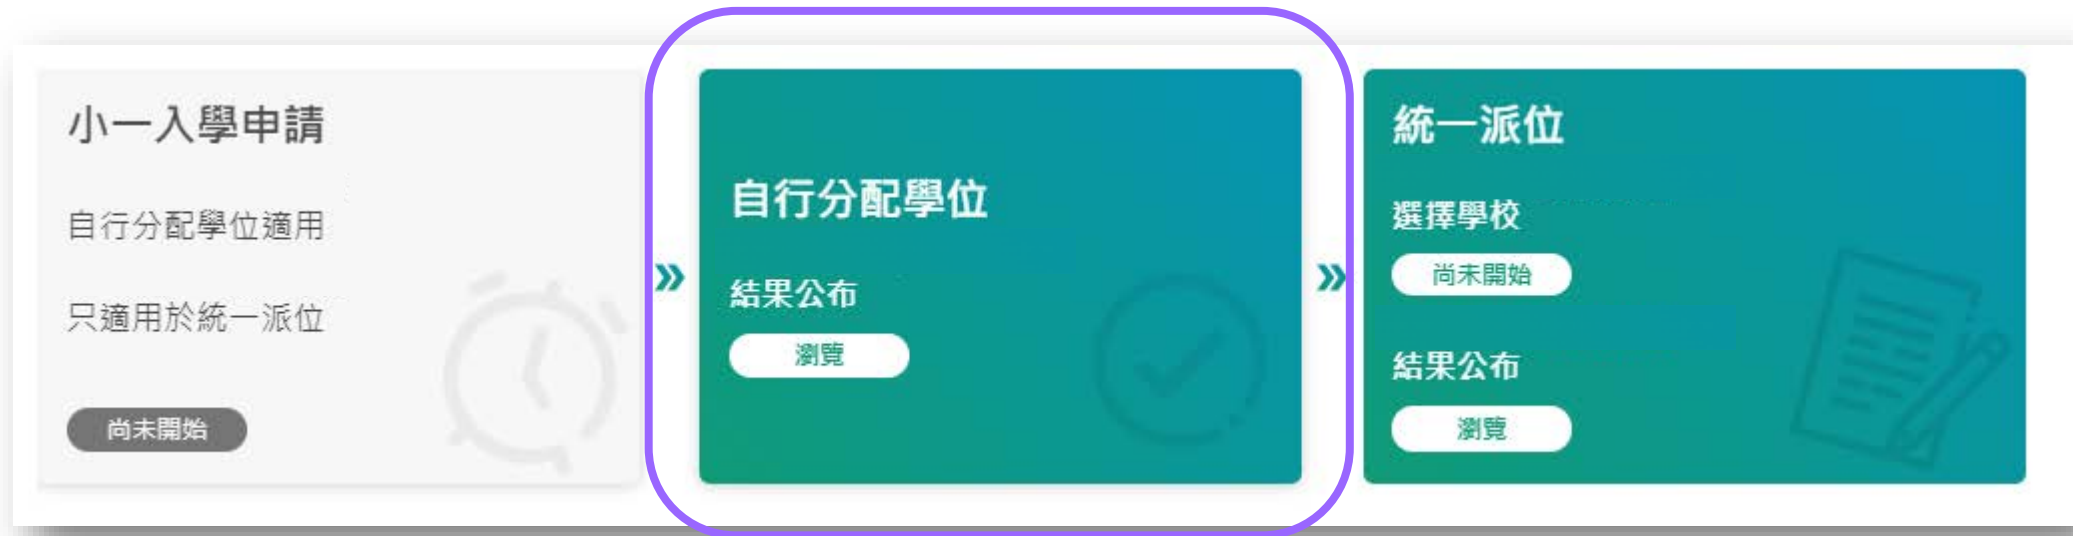 小一入學申請
自行分配學位適用
只適用於統一派位
尚未開始
»
自行分配學位
結果公布
瀏覽
»
統一派位
選擇學校
尚未開始
結果公布
瀏覽